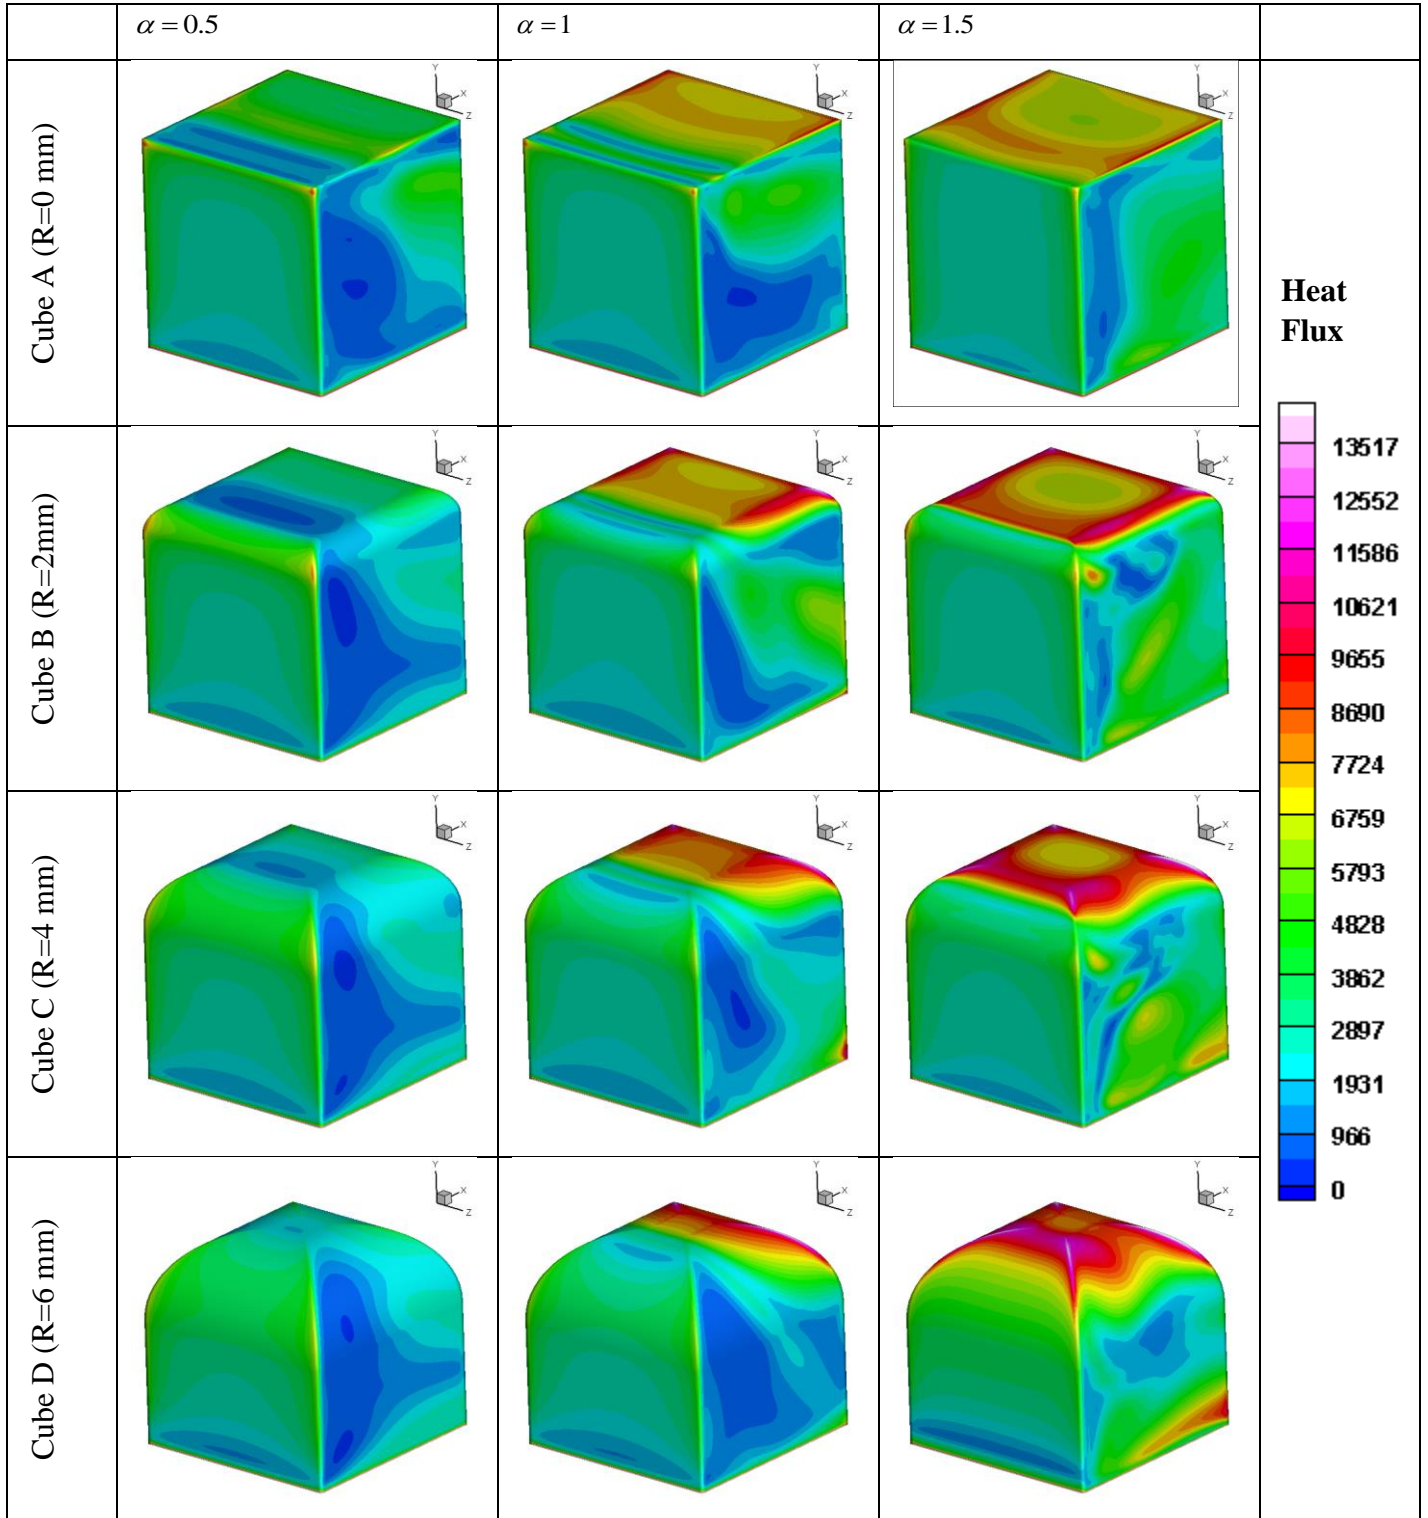 α = 0.5
α = 1
α = 1.5
Cube A (R=0 mm)
Y
X
Z
Y
X
Z
Y
X
Z
Heat
Flux
13517
12552
11586
10621
9655
8690
7724
6759
5793
4828
3862
2897
1931
966
0
Cube B (R=2mm)
Y
X
Z
Y
X
Z
Y
X
Z
Cube C (R=4 mm)
Y
X
Z
Y
X
Z
Y
X
Z
Cube D (R=6 mm)
Y
X
Z
Y
X
Z
Y
X
Z